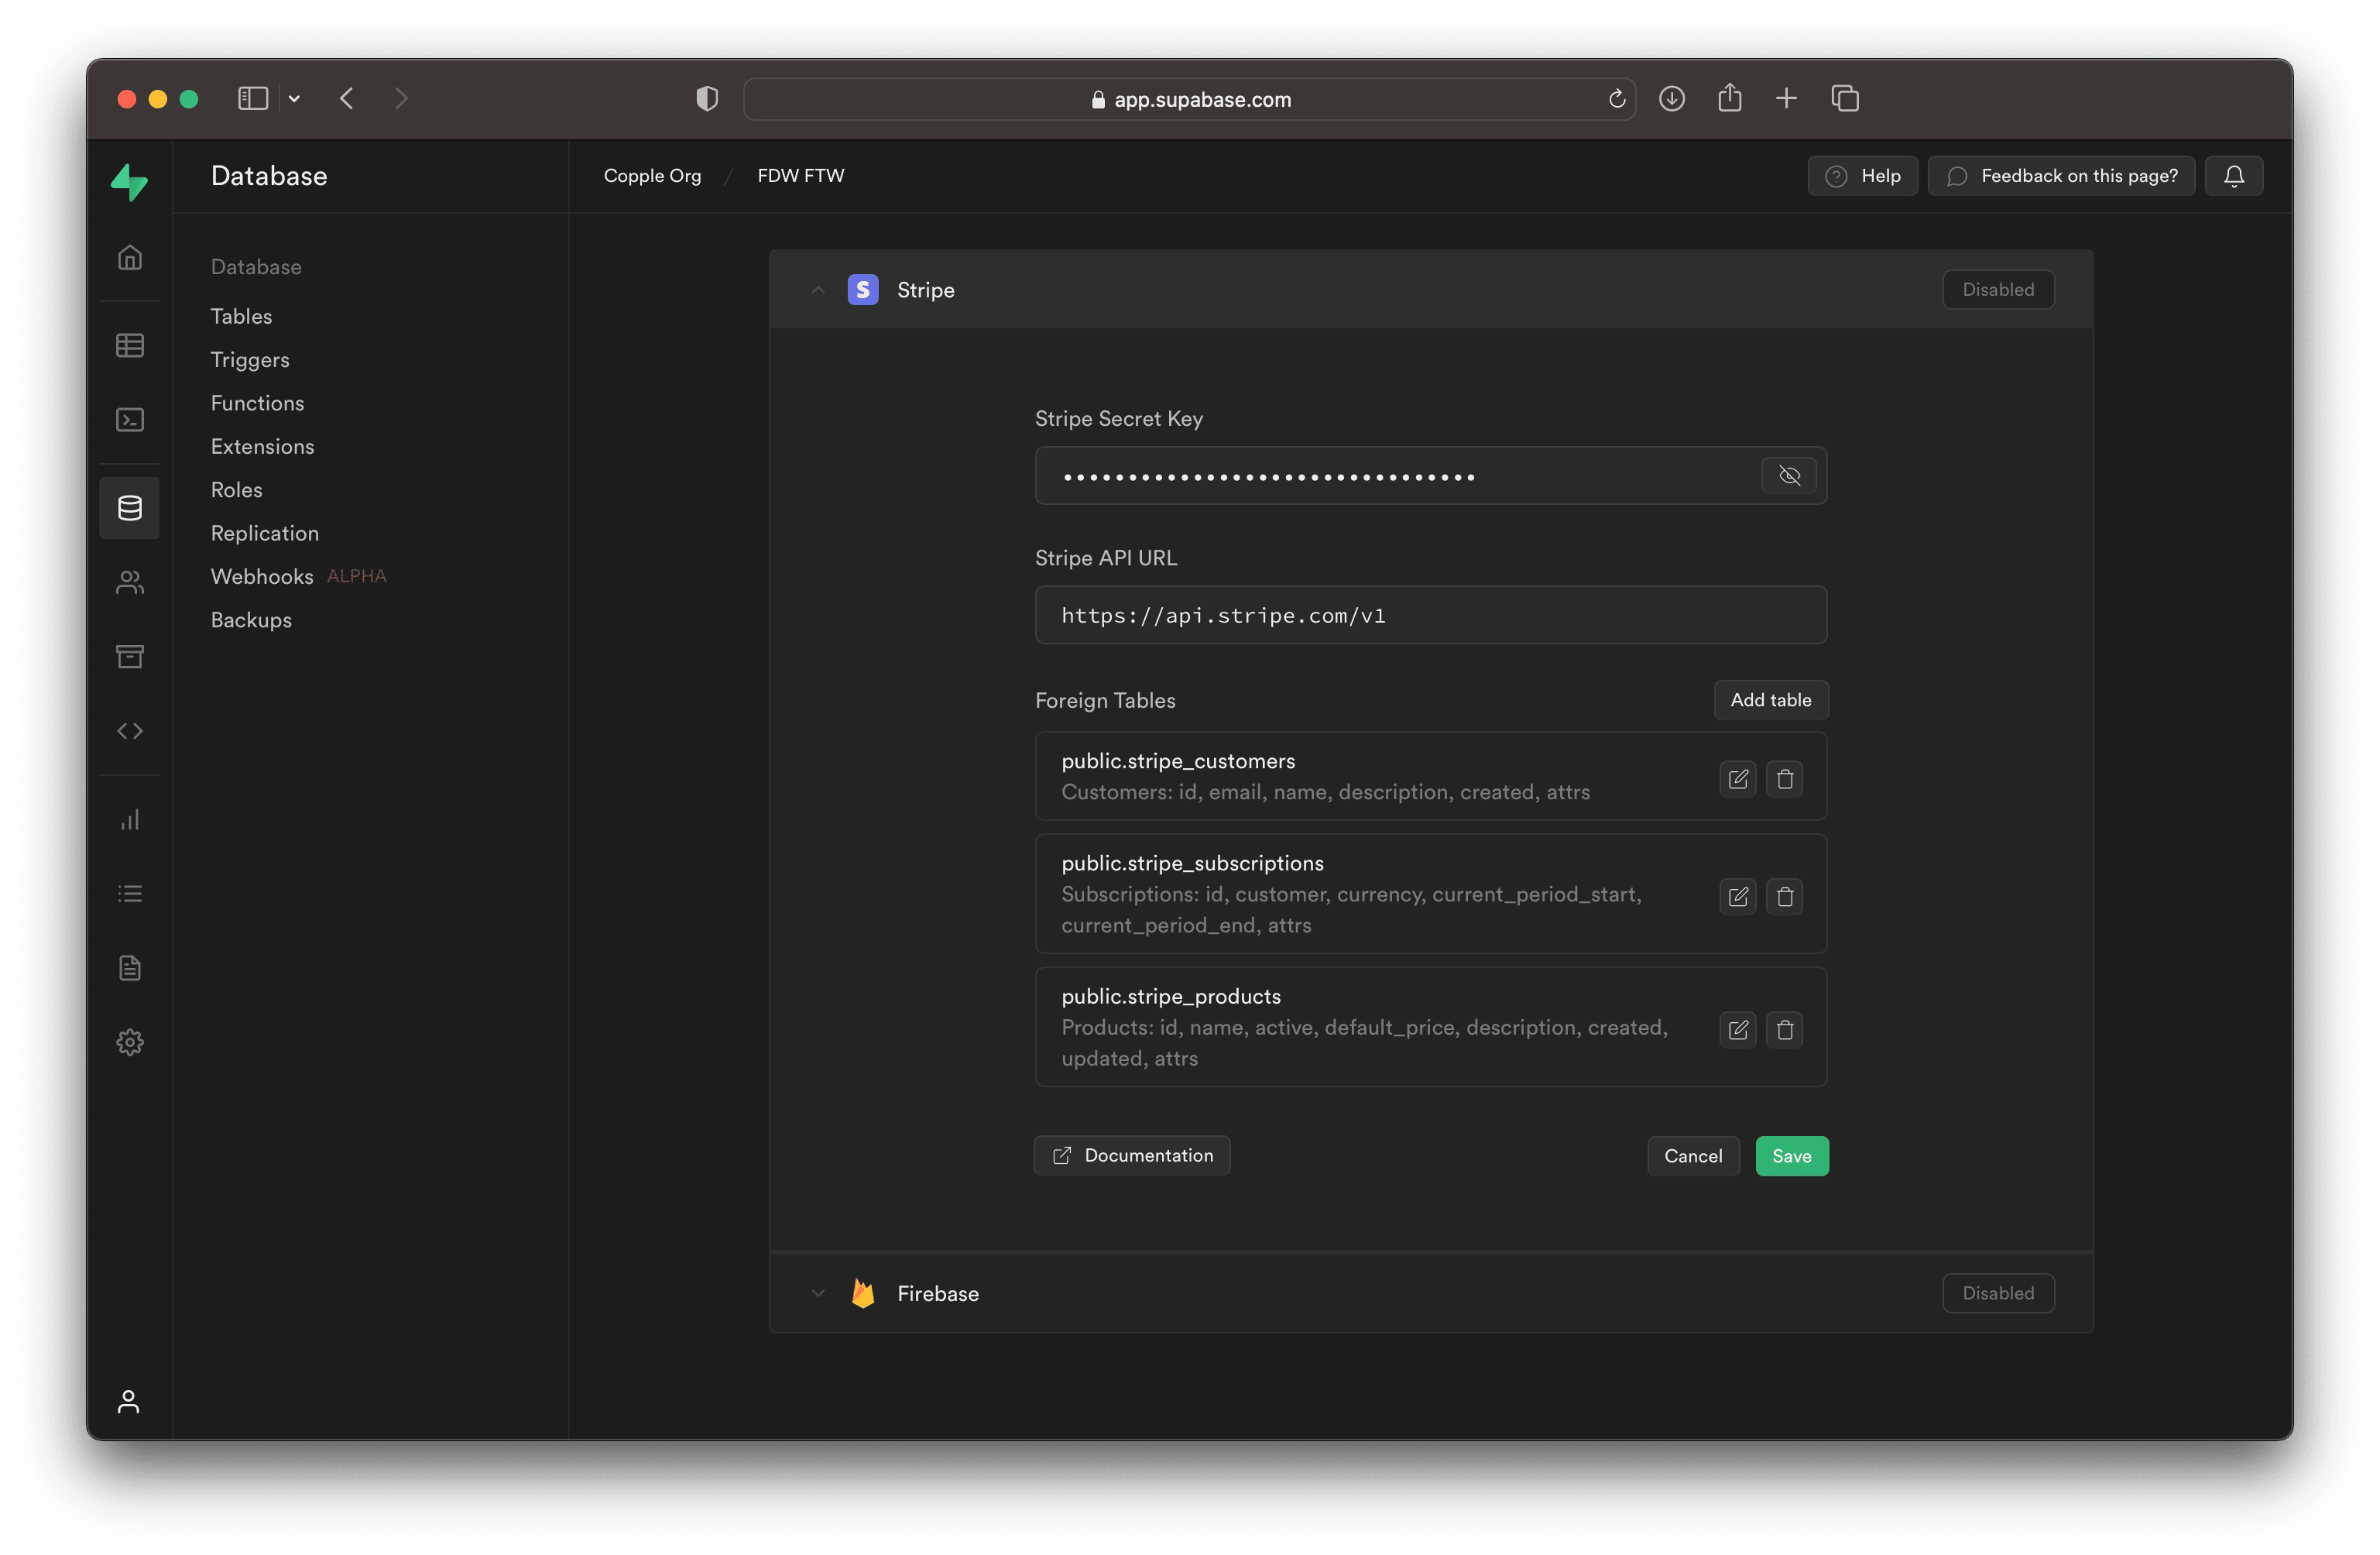 app.supabase.com
Database
Copple Org / FDW FTW
Help
Feedback on this page?
Database
Tables
Triggers
Functions
Extensions
Roles
Replication
Webhooks ALPHA
Backups
S Stripe
Disabled
Stripe Secret Key
••••••••••••••••••••••••••••••••
Stripe API URL
https://api.stripe.com/v1
Foreign Tables
Add table
public.stripe_customers
Customers: id, email, name, description, created, attrs
public.stripe_subscriptions
Subscriptions: id, customer, currency, current_period_start,
current_period_end, attrs
public.stripe_products
Products: id, name, active, default_price, description, created,
updated, attrs
Documentation
Cancel
Save
Firebase
Disabled